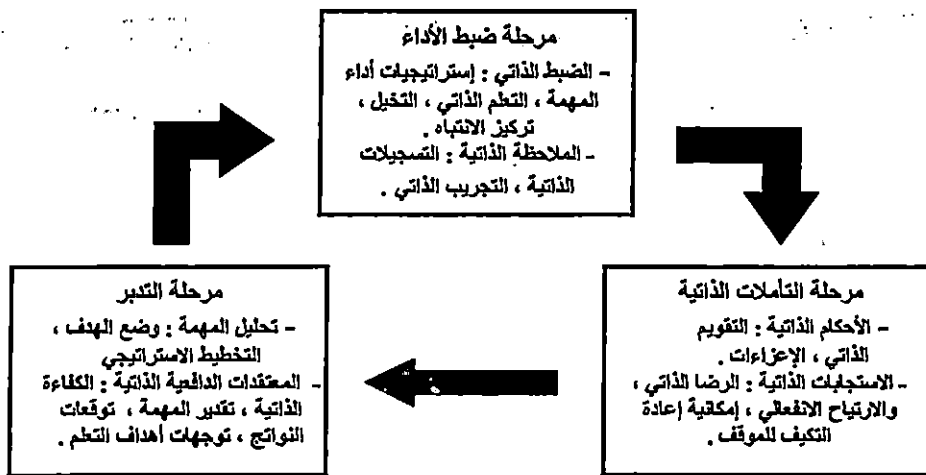 مرحلة ضبط الأداء
- الضبط الذاتي : إستراتيجيات أداء
المهمة ، التعلم الذاتي ، التخيل ،
تركيز الانتباه .
- الملاحظة الذاتية : التسجيلات
الذاتية ، التجريب الذاتي .
مرحلة التأملات الذاتية
- الأحكام الذاتية : التقويم
الذاتي ، الإعزاءات .
- الاستجابات الذاتية : الرضا الذاتي ،
والارتياح الانفعالي ، إمكانية إعادة
التكيف للموقف .
مرحلة التدبر
- تحليل المهمة : وضع الهدف ،
التخطيط الاستراتيجي
- المعتقدات الدافعية الذاتية : الكفاءة
الذاتية ، تقدير المهمة ، توقعات
النواتج ، توجهات أهداف التعلم .